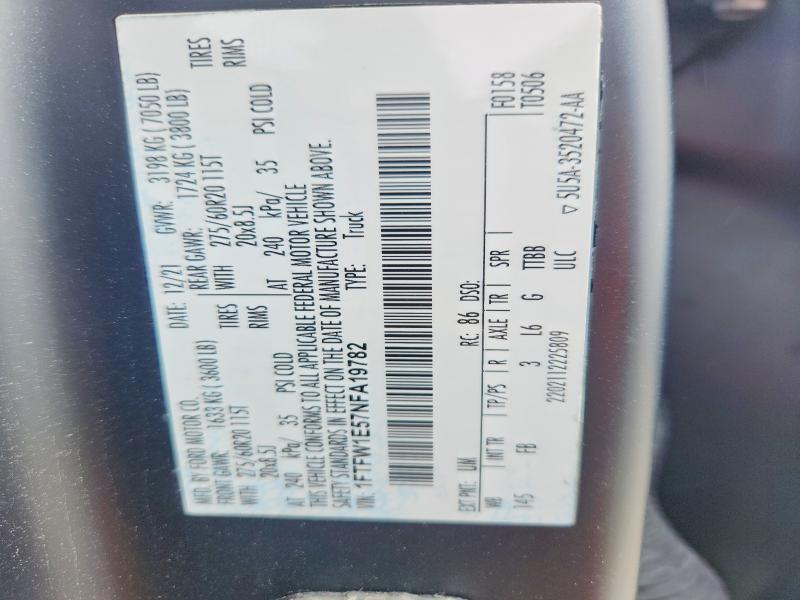 MFD. BY FORD MOTOR CO.
DATE: 12/21 GVWR: 3198 KG (7050 LB)
FRONT GAWR: 1633 KG (3600 LB) REAR GAWR: 1724 KG (3800 LB)
WITH 275/60R20 115T TIRES WITH 275/60R20 115T TIRES
20x8.5J RIMS 20x8.5J RIMS
AT 240 kPa/ 35 PSI COLD AT 240 kPa/ 35 PSI COLD
THIS VEHICLE CONFORMS TO ALL APPLICABLE FEDERAL MOTOR VEHICLE
SAFETY STANDARDS IN EFFECT ON THE DATE OF MANUFACTURE SHOWN ABOVE.
VIN: 1FTFW1E57NFA19782 TYPE: Truck
EXT PNT: UM RC: 86 DSO: F0158
WB INT TR TP/PS R AXLE TR SPR T0506
145 FB 3 L6 G TTBB
2202112225809 ULC ▽ 5U5A-3520472-AA